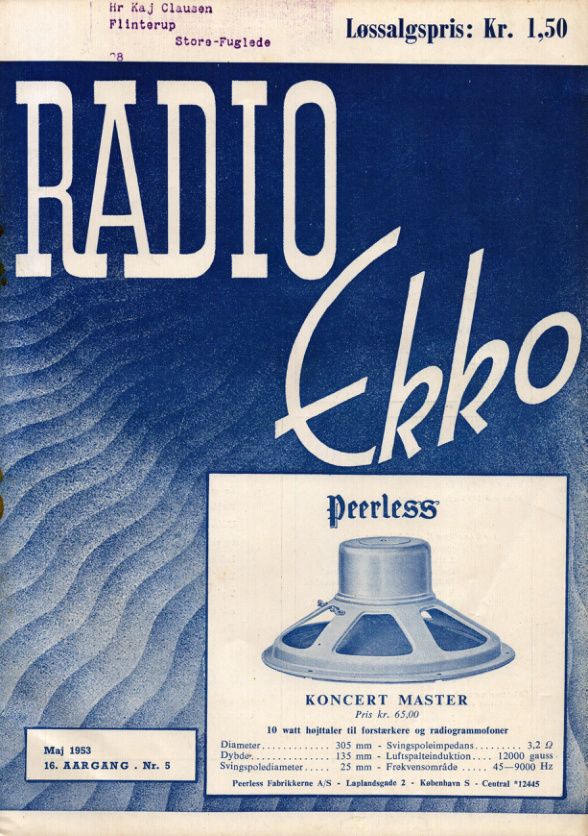 Hr Kaj Clausen
Flinterup
Store-Fuglede
Løssalgspris: Kr. 1,50
RADIO
Ekko
Peerless
KONCERT MASTER
Pris kr. 65,00
10 watt højttaler til forstærkere og radiogrammofoner
Diameter.............. 305 mm - Svingspoleimpedans......... 3,2 Ω
Dybde................. 135 mm - Luftspalteinduktion.... 12000 gauss
Svingspolediameter..... 25 mm - Frekvensområde ..... 45—9000 Hz
Peerless Fabrikkerne A/S - Laplandsgade 2 - København S - Central *12445
Maj 1953
16. AARGANG . Nr. 5